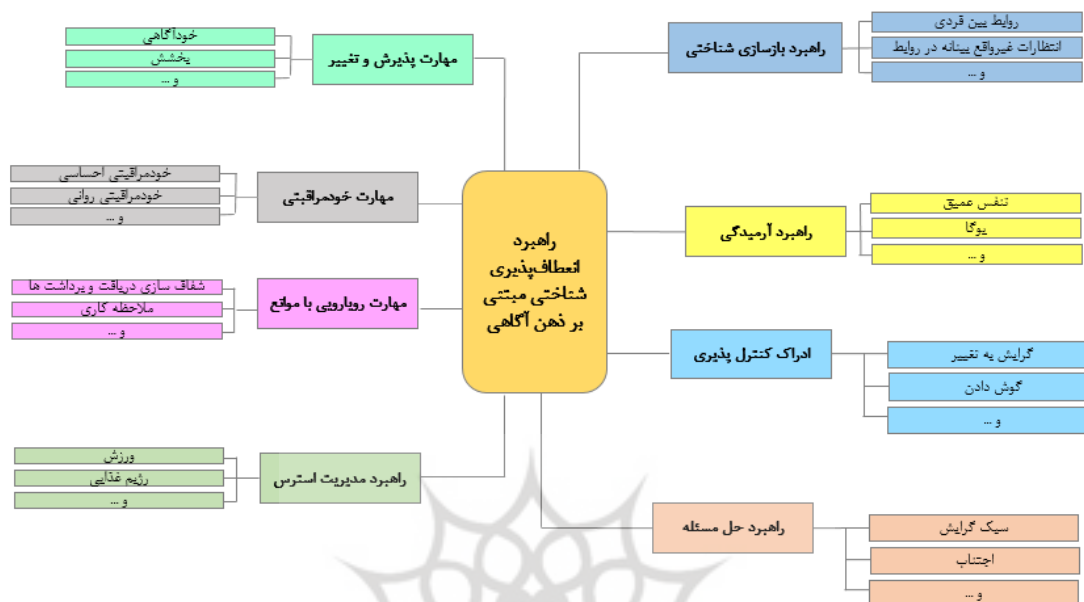 راهبرد بازسازی شناختی
روابط بین فردی
انتظارات غیرواقع بینانه در روابط
و ...
راهبرد آرمیدگی
تنفس عمیق
یوگا
و ...
ادراک کنترل پذیری
گرایش به تغییر
گوش دادن
و ...
راهبرد حل مسئله
سبک گرایش
اجتناب
و ...
راهبرد
انعطاف‌پذیری
شناختی مبتنی
بر ذهن آگاهی
مهارت پذیرش و تغییر
خودآگاهی
بخشش
و ...
مهارت خودمراقبتی
خودمراقبتی احساسی
خودمراقبتی روانی
و ...
مهارت رویارویی با موانع
شفاف سازی دریافت و برداشت ها
ملاحظه کاری
و ...
راهبرد مدیریت استرس
ورزش
رژیم غذایی
و ...